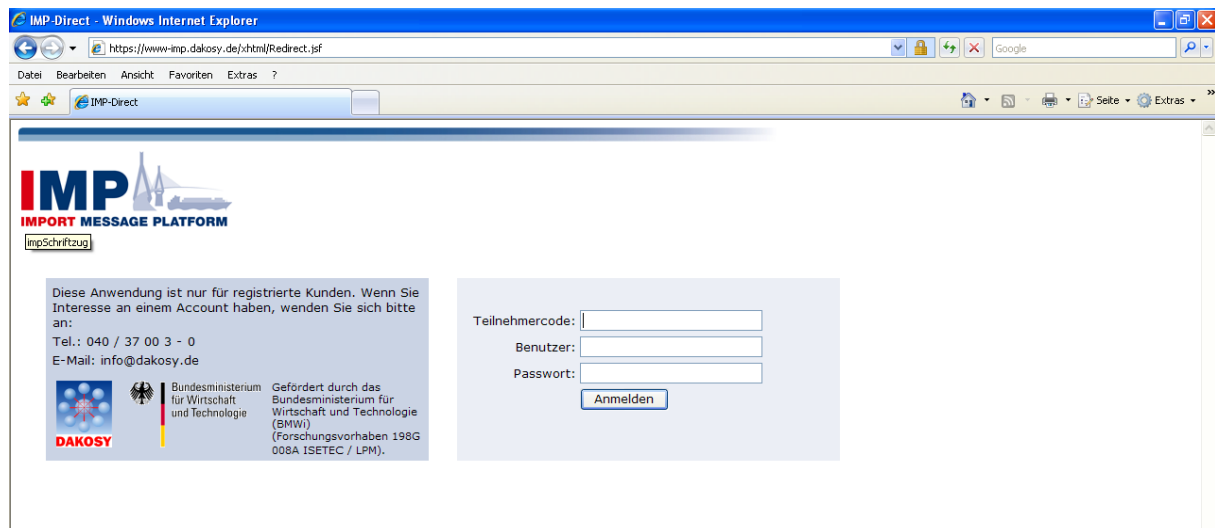 IMP-Direct - Windows Internet Explorer
https://www-imp.dakosy.de/xhtml/Redirect.jsf
Google
Datei Bearbeiten Ansicht Favoriten Extras ?
IMP-Direct
Seite
Extras
»
IMP
IMPORT MESSAGE PLATFORM
impSchriftzug
Diese Anwendung ist nur für registrierte Kunden. Wenn Sie
Interesse an einem Account haben, wenden Sie sich bitte
an:
Tel.: 040 / 37 00 3 - 0
E-Mail: info@dakosy.de
DAKOSY
Bundesministerium
für Wirtschaft
und Technologie
Gefördert durch das
Bundesministerium für
Wirtschaft und Technologie
(BMWi)
(Forschungsvorhaben 198G
008A ISETEC / LPM).
Teilnehmercode:
Benutzer:
Passwort:
Anmelden